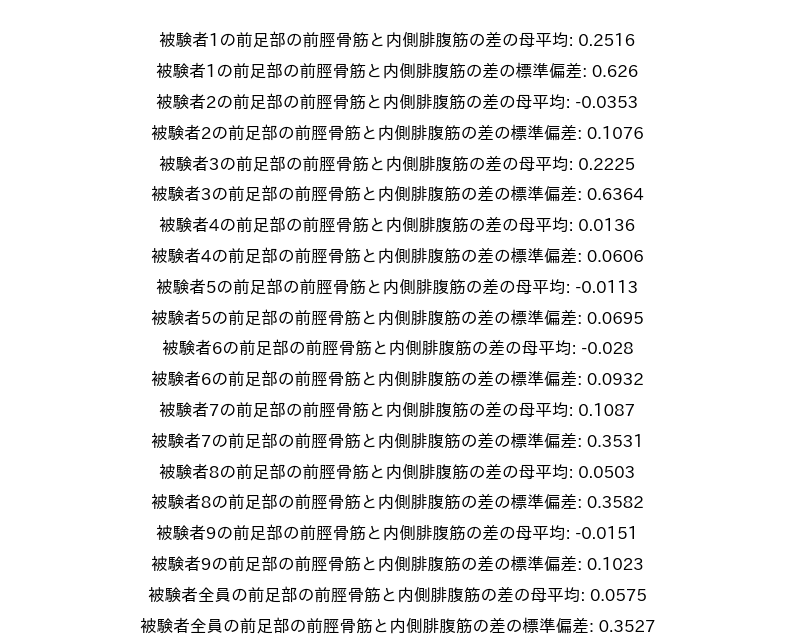 被験者1の前足部の前脛骨筋と内側腓腹筋の差の母平均: 0.2516
被験者1の前足部の前脛骨筋と内側腓腹筋の差の標準偏差: 0.626
被験者2の前足部の前脛骨筋と内側腓腹筋の差の母平均: -0.0353
被験者2の前足部の前脛骨筋と内側腓腹筋の差の標準偏差: 0.1076
被験者3の前足部の前脛骨筋と内側腓腹筋の差の母平均: 0.2225
被験者3の前足部の前脛骨筋と内側腓腹筋の差の標準偏差: 0.6364
被験者4の前足部の前脛骨筋と内側腓腹筋の差の母平均: 0.0136
被験者4の前足部の前脛骨筋と内側腓腹筋の差の標準偏差: 0.0606
被験者5の前足部の前脛骨筋と内側腓腹筋の差の母平均: -0.0113
被験者5の前足部の前脛骨筋と内側腓腹筋の差の標準偏差: 0.0695
被験者6の前足部の前脛骨筋と内側腓腹筋の差の母平均: -0.028
被験者6の前足部の前脛骨筋と内側腓腹筋の差の標準偏差: 0.0932
被験者7の前足部の前脛骨筋と内側腓腹筋の差の母平均: 0.1087
被験者7の前足部の前脛骨筋と内側腓腹筋の差の標準偏差: 0.3531
被験者8の前足部の前脛骨筋と内側腓腹筋の差の母平均: 0.0503
被験者8の前足部の前脛骨筋と内側腓腹筋の差の標準偏差: 0.3582
被験者9の前足部の前脛骨筋と内側腓腹筋の差の母平均: -0.0151
被験者9の前足部の前脛骨筋と内側腓腹筋の差の標準偏差: 0.1023
被験者全員の前足部の前脛骨筋と内側腓腹筋の差の母平均: 0.0575
被験者全員の前足部の前脛骨筋と内側腓腹筋の差の標準偏差: 0.3527